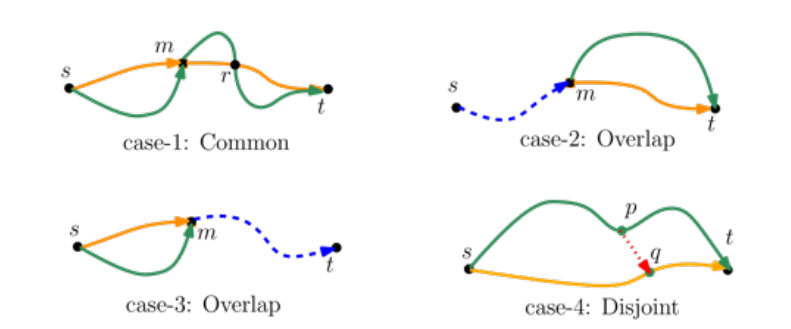 s
m
r
t
case-1: Common
s
m
t
case-2: Overlap
s
m
t
case-3: Overlap
s
p
q
t
case-4: Disjoint